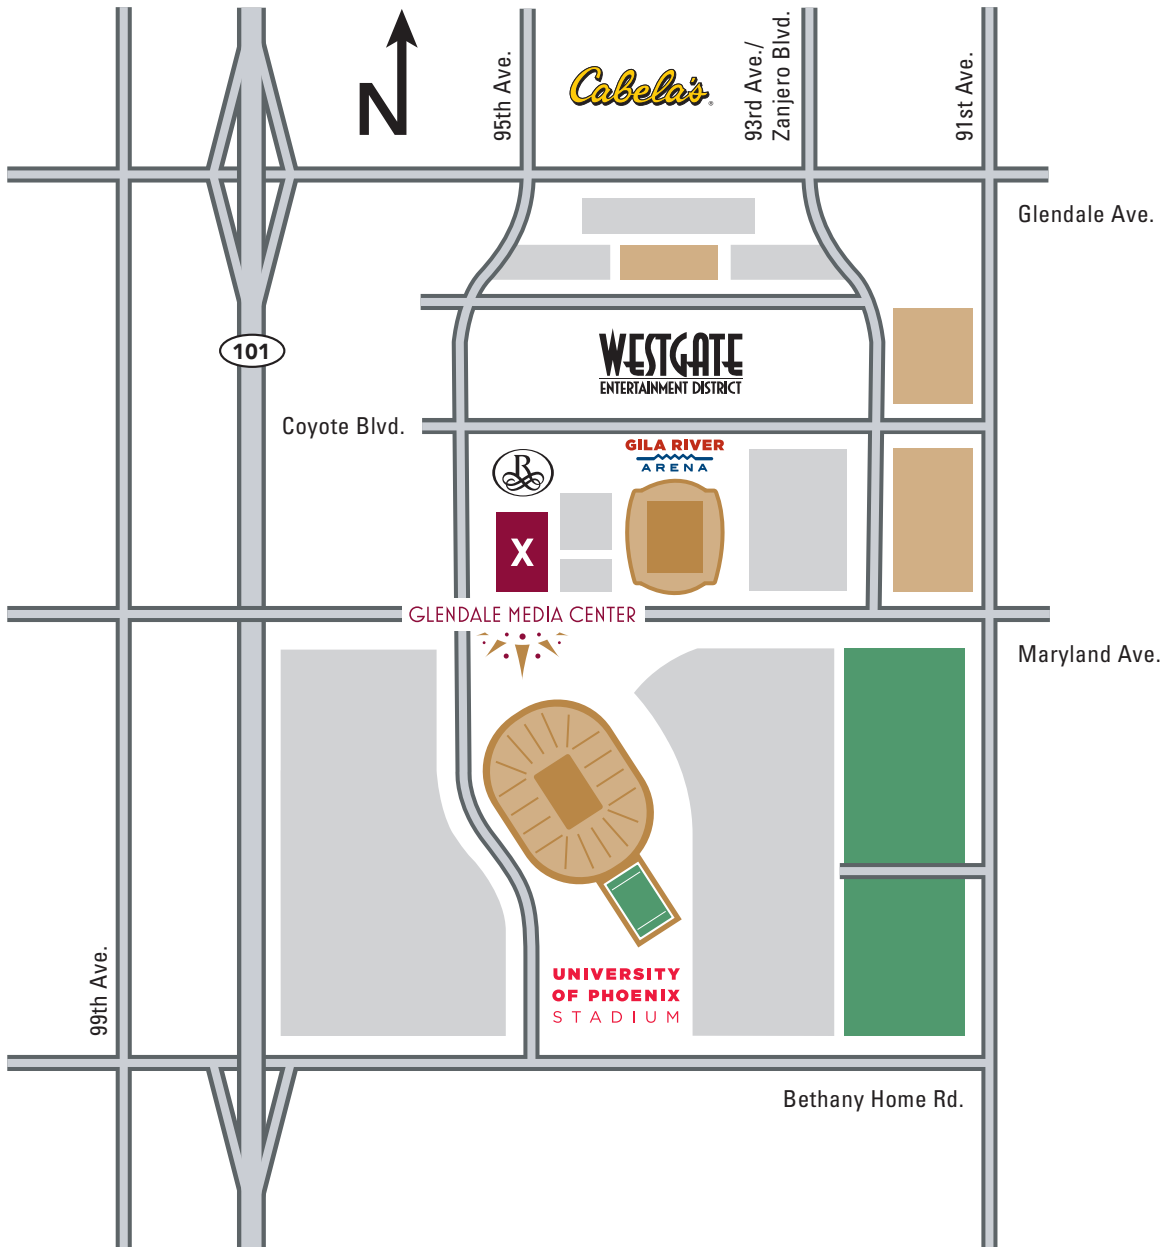 N
95th Ave.
Cabela's®
93rd Ave./
Zanjero Blvd.
91st Ave.
Glendale Ave.
101
WESTGATE
ENTERTAINMENT DISTRICT
Coyote Blvd.
GILA RIVER
ARENA
R
X
GLENDALE MEDIA CENTER
Maryland Ave.
99th Ave.
UNIVERSITY
OF PHOENIX
STADIUM
Bethany Home Rd.